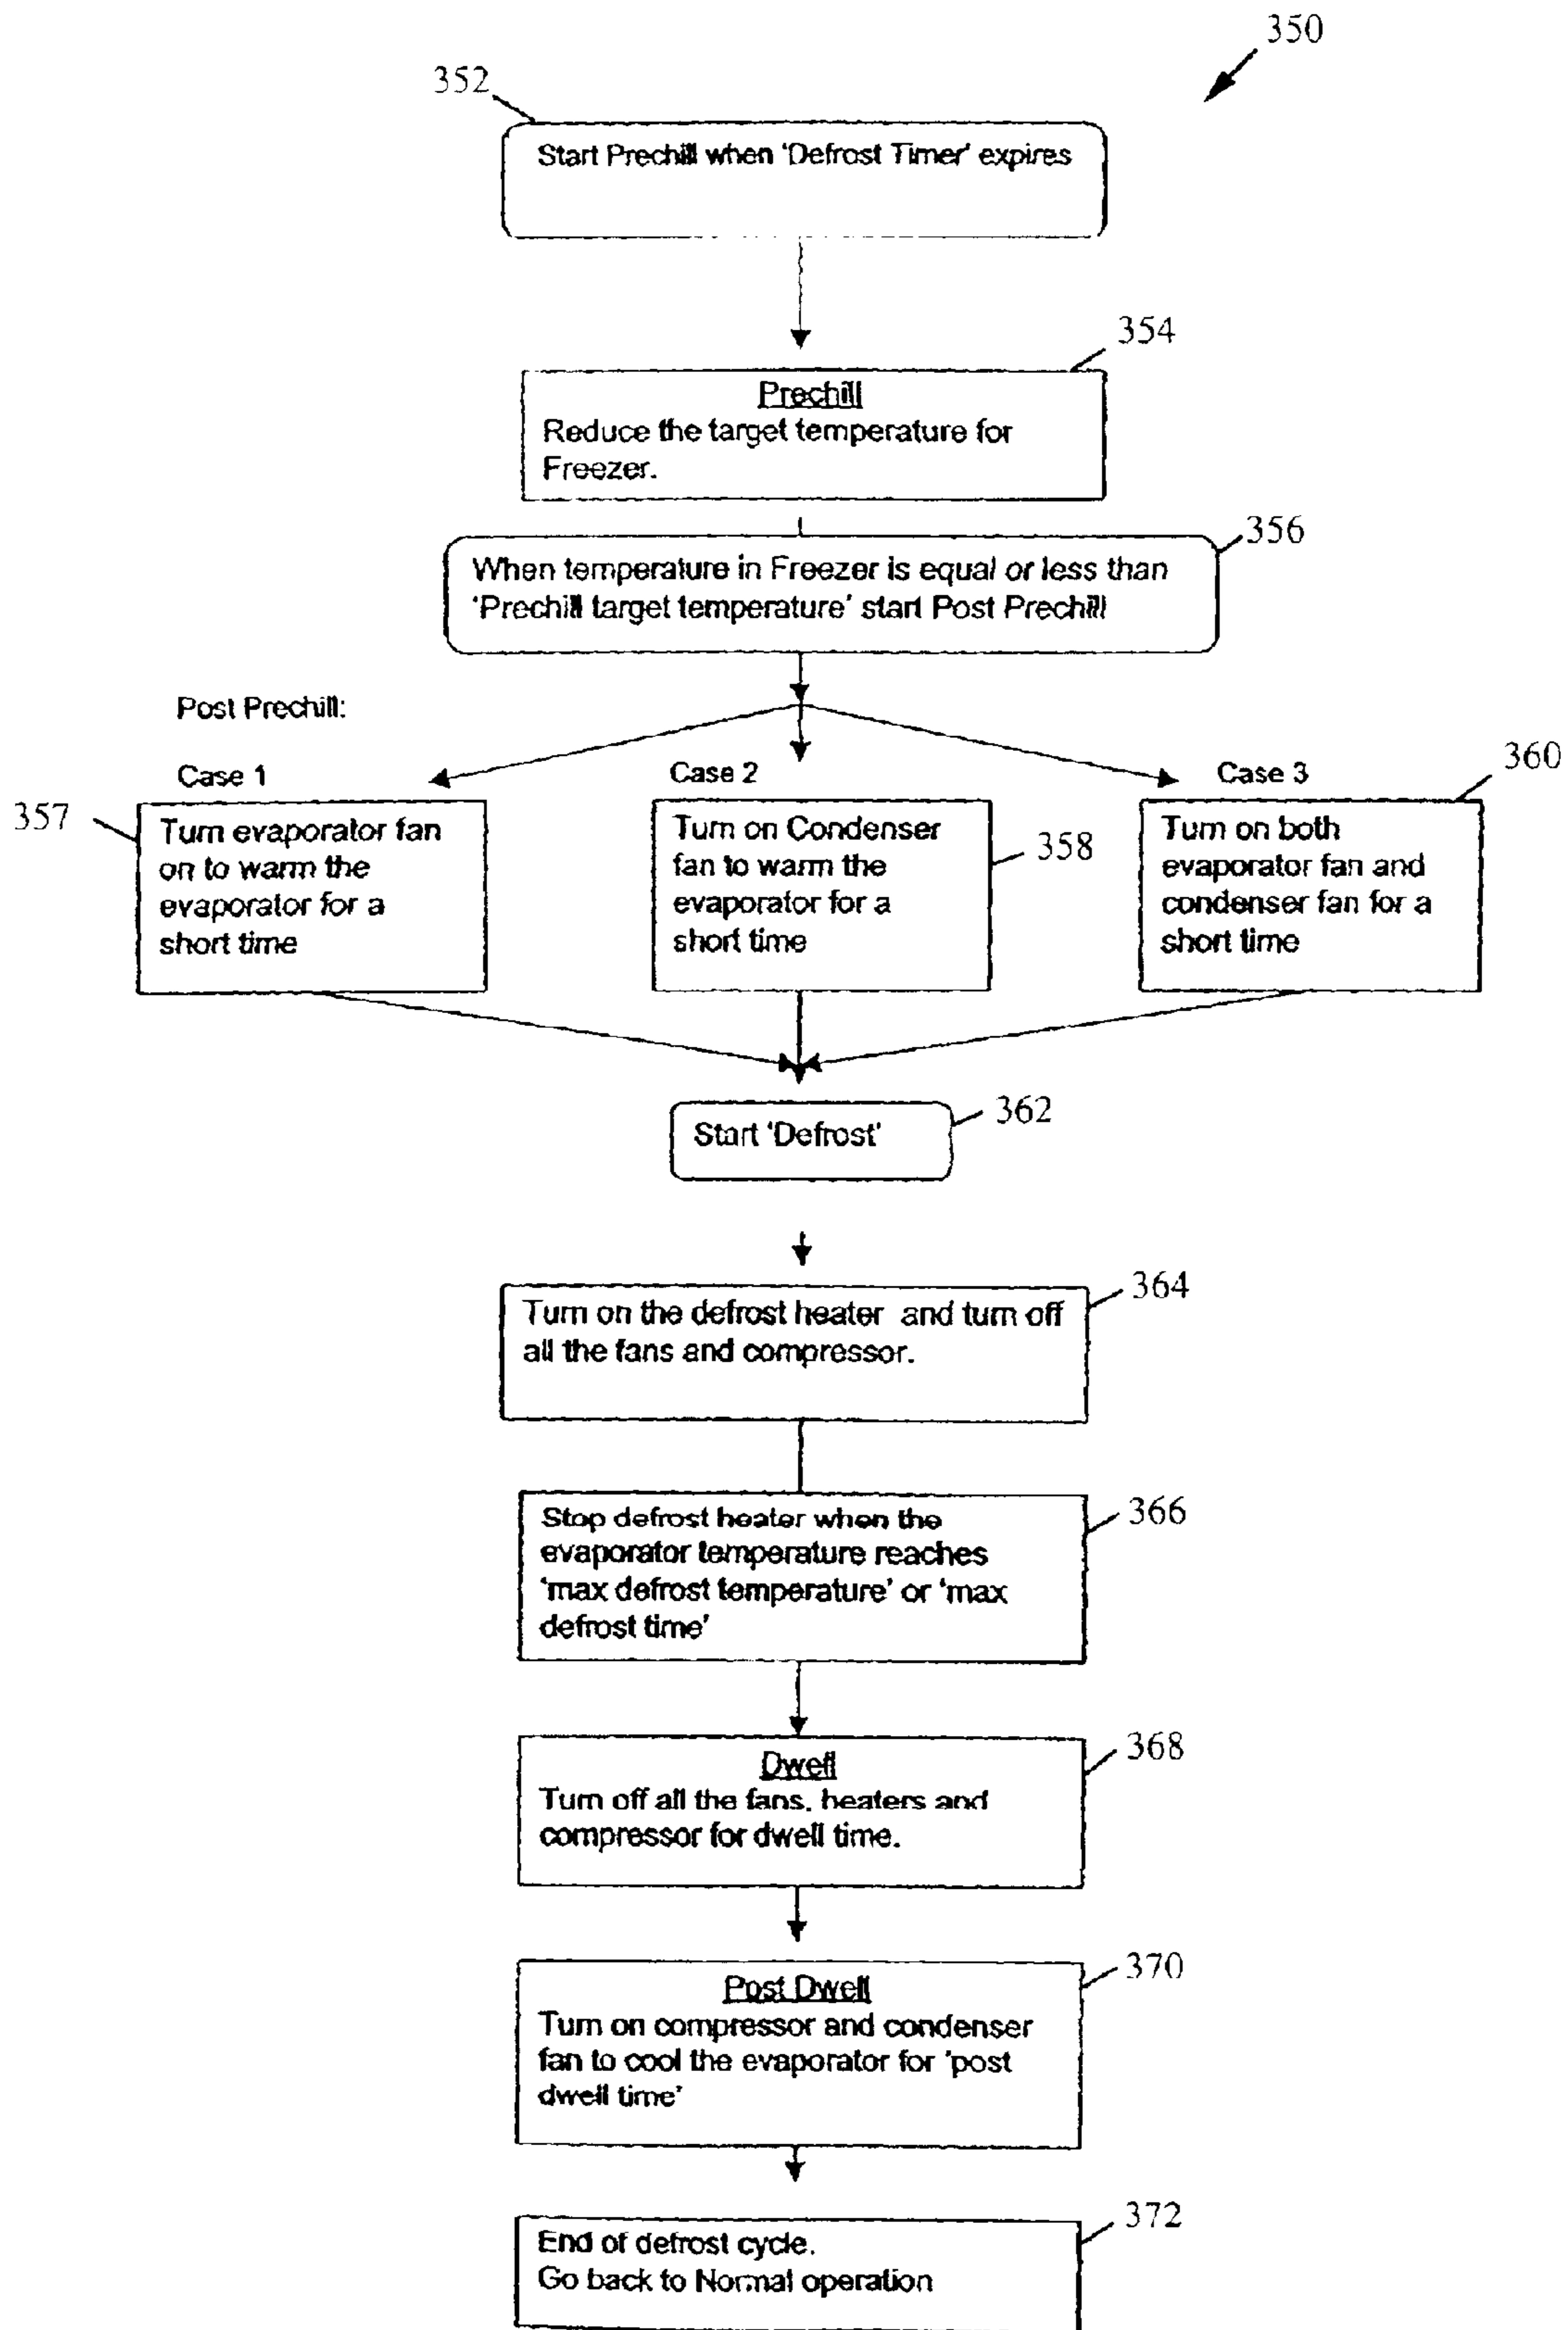 350
352
Start Prechill when 'Defrost Timer' expires
354
Prechill
Reduce the target temperature for
Freezer.
356
When temperature in Freezer is equal or less than
'Prechill target temperature' start Post Prechill
Post Prechill:
Case 1
Case 2
Case 3
360
357
Turn evaporator fan
on to warm the
evaporator for a
short time
Turn on Condenser
fan to warm the
evaporator for a
short time
358
Turn on both
evaporator fan and
condenser fan for a
short time
Start 'Defrost'
362
364
Turn on the defrost heater and turn off
all the fans and compressor.
366
Stop defrost heater when the
evaporator temperature reaches
'max defrost temperature' or 'max
defrost time'
368
Dwell
Turn off all the fans, heaters and
compressor for dwell time.
370
Post Dwell
Turn on compressor and condenser
fan to cool the evaporator for 'post
dwell time'
372
End of defrost cycle.
Go back to Normal operation